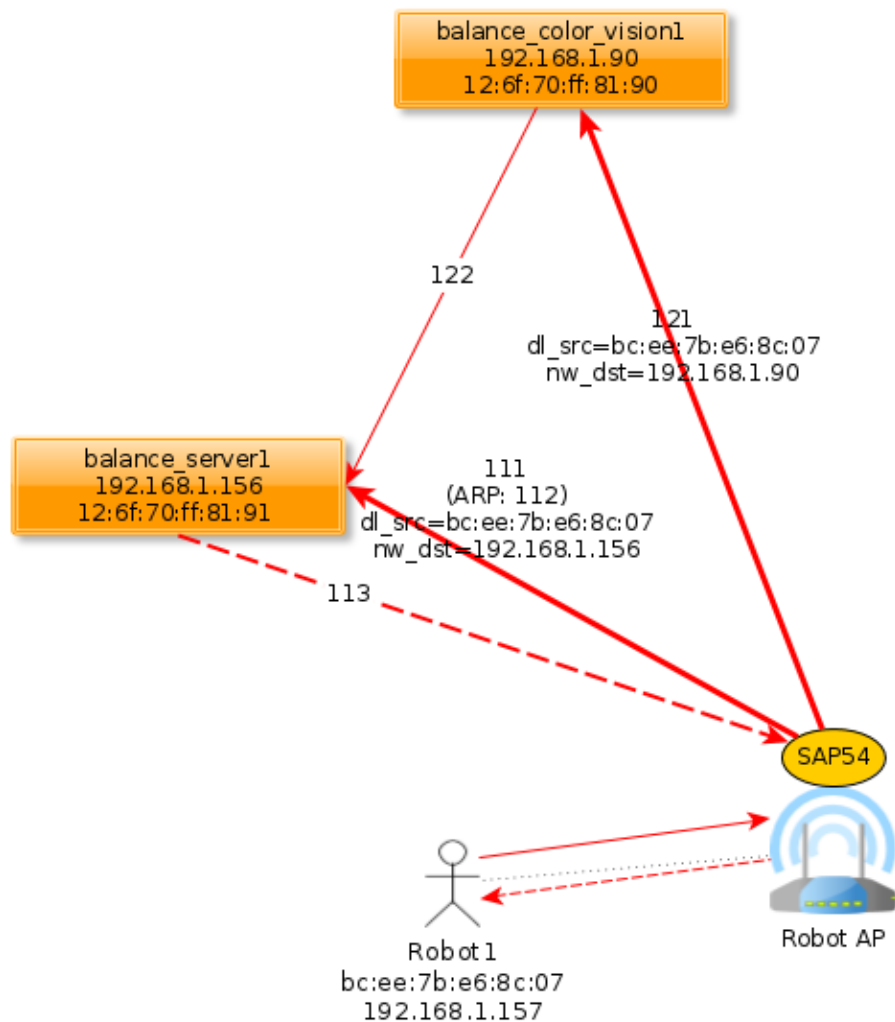 balance_color_vision1
192.168.1.90
12:6f:70:ff:81:90
122
121
dl_src=bc:ee:7b:e6:8c:07
nw_dst=192.168.1.90
balance_server1
192.168.1.156
12:6f:70:ff:81:91
111
(ARP: 112)
dl_src=bc:ee:7b:e6:8c:07
nw_dst=192.168.1.156
113
SAP54
Robot AP
Robot1
bc:ee:7b:e6:8c:07
192.168.1.157